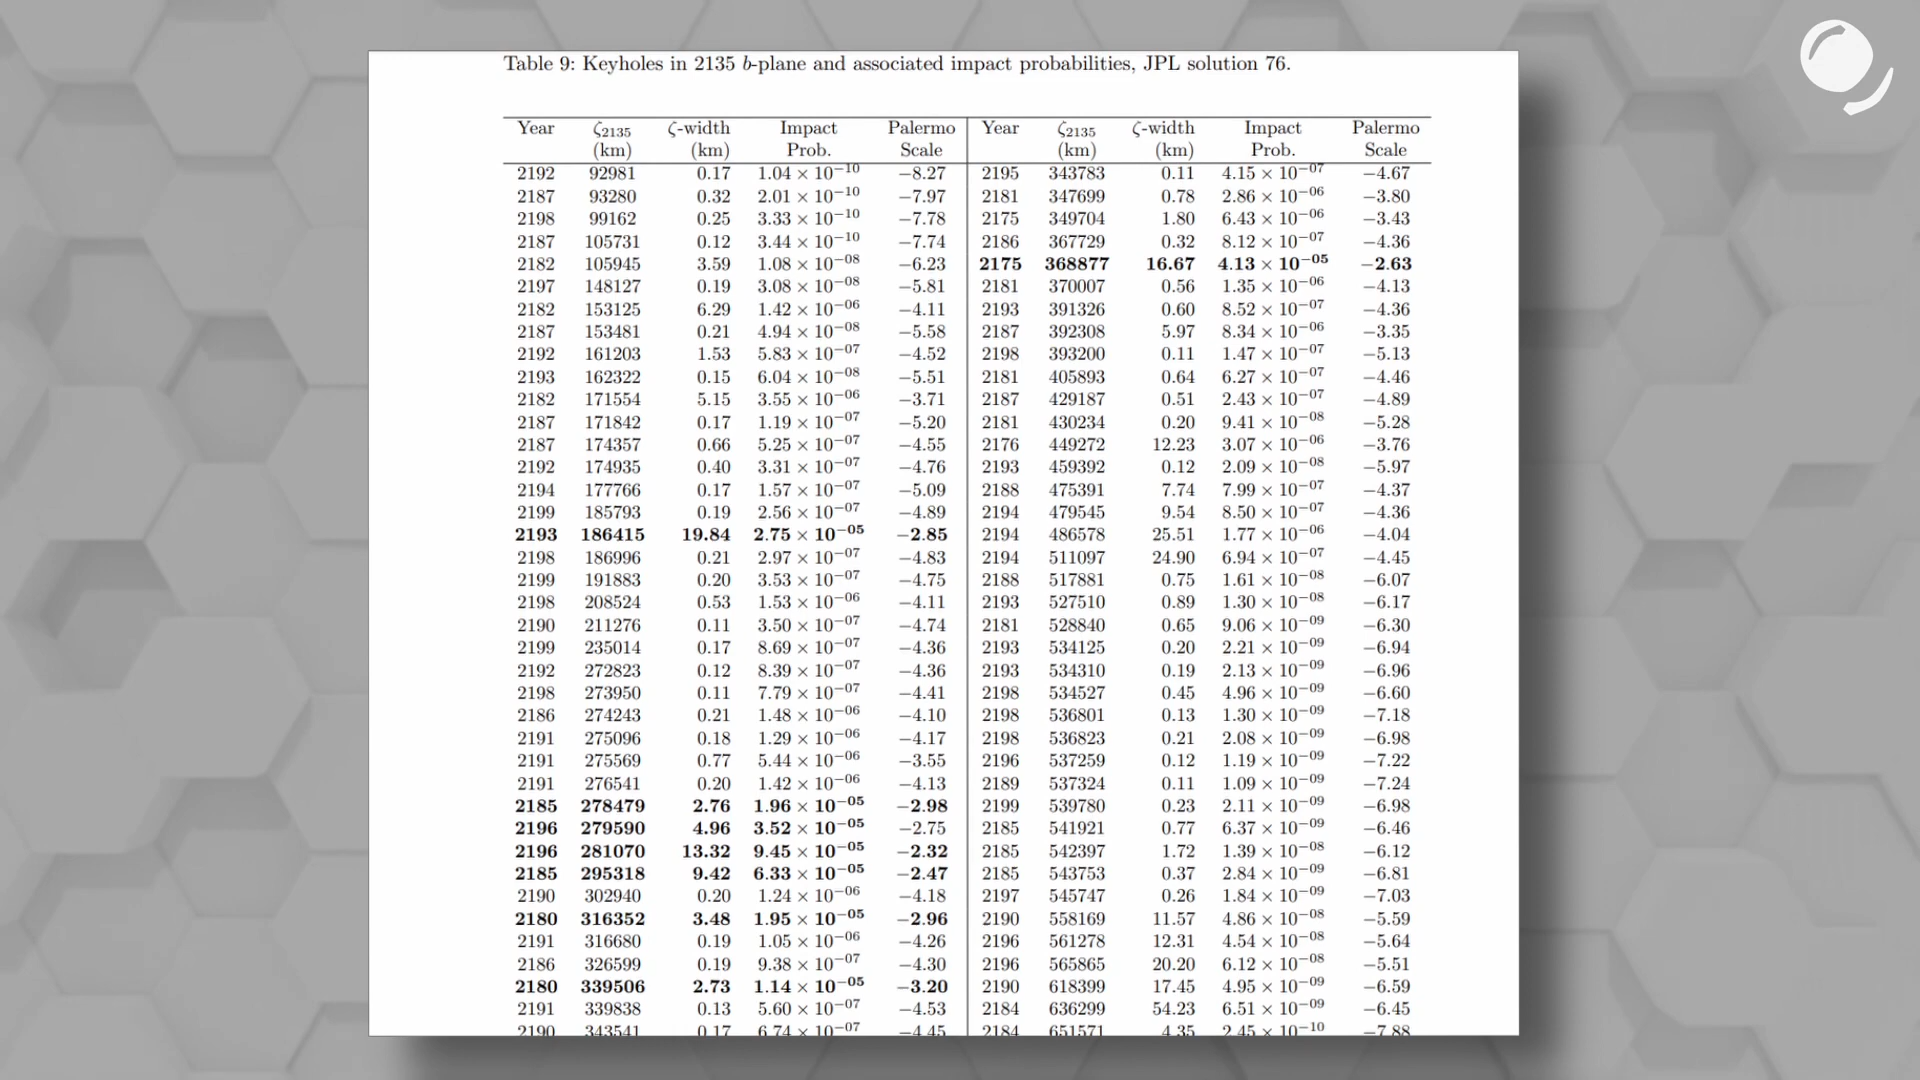 Table 9: Keyholes in 2135 b-plane and associated impact probabilities, JPL solution 76.
Year ζ2135 ζ-width Impact Palermo Year ζ2135 ζ-width Impact Palermo
(km) (km) Prob. Scale (km) (km) Prob. Scale
2192 92981 0.17 1.04 × 10−10 −8.27 2195 343783 0.11 4.15 × 10−07 −4.67
2187 93280 0.32 2.01 × 10−10 −7.97 2181 347699 0.78 2.86 × 10−06 −3.80
2198 99162 0.25 3.33 × 10−10 −7.78 2175 349704 1.80 6.43 × 10−06 −3.43
2187 105731 0.12 3.44 × 10−10 −7.74 2186 367729 0.32 8.12 × 10−07 −4.36
2182 105945 3.59 1.08 × 10−08 −6.23 2175 368877 16.67 4.13 × 10−05 −2.63
2197 148127 0.19 3.08 × 10−08 −5.81 2181 370007 0.56 1.35 × 10−06 −4.13
2182 153125 6.29 1.42 × 10−06 −4.11 2193 391326 0.60 8.52 × 10−07 −4.36
2187 153481 0.21 4.94 × 10−08 −5.58 2187 392308 5.97 8.34 × 10−06 −3.35
2192 161203 1.53 5.83 × 10−07 −4.52 2198 393200 0.11 1.47 × 10−07 −5.13
2193 162322 0.15 6.04 × 10−08 −5.51 2181 405893 0.64 6.27 × 10−07 −4.46
2182 171554 5.15 3.55 × 10−06 −3.71 2187 429187 0.51 2.43 × 10−07 −4.89
2187 171842 0.17 1.19 × 10−07 −5.20 2181 430234 0.20 9.41 × 10−08 −5.28
2187 174357 0.66 5.25 × 10−07 −4.55 2176 449272 12.23 3.07 × 10−06 −3.76
2192 174935 0.40 3.31 × 10−07 −4.76 2193 459392 0.12 2.09 × 10−08 −5.97
2194 177766 0.17 1.57 × 10−07 −5.09 2188 475391 7.74 7.99 × 10−07 −4.37
2199 185793 0.19 2.56 × 10−07 −4.89 2194 479545 9.54 8.50 × 10−07 −4.36
2193 186415 19.84 2.75 × 10−05 −2.85 2194 486578 25.51 1.77 × 10−06 −4.04
2198 186996 0.21 2.97 × 10−07 −4.83 2194 511097 24.90 6.94 × 10−07 −4.45
2199 191883 0.20 3.53 × 10−07 −4.75 2188 517881 0.75 1.61 × 10−08 −6.07
2198 208524 0.53 1.53 × 10−06 −4.11 2193 527510 0.89 1.30 × 10−08 −6.17
2190 211276 0.11 3.50 × 10−07 −4.74 2181 528840 0.65 9.06 × 10−09 −6.30
2199 235014 0.17 8.69 × 10−07 −4.36 2193 534125 0.20 2.21 × 10−09 −6.94
2192 272823 0.12 8.39 × 10−07 −4.36 2193 534310 0.19 2.13 × 10−09 −6.96
2198 273950 0.11 7.79 × 10−07 −4.41 2198 534527 0.45 4.96 × 10−09 −6.60
2186 274243 0.21 1.48 × 10−06 −4.10 2198 536801 0.13 1.30 × 10−09 −7.18
2191 275096 0.18 1.29 × 10−06 −4.17 2198 536823 0.21 2.08 × 10−09 −6.98
2191 275569 0.77 5.44 × 10−06 −3.55 2196 537259 0.12 1.19 × 10−09 −7.22
2191 276541 0.20 1.42 × 10−06 −4.13 2189 537324 0.11 1.09 × 10−09 −7.24
2185 278479 2.76 1.96 × 10−05 −2.98 2199 539780 0.23 2.11 × 10−09 −6.98
2196 279590 4.96 3.52 × 10−05 −2.75 2185 541921 0.77 6.37 × 10−09 −6.46
2196 281070 13.32 9.45 × 10−05 −2.32 2185 542397 1.72 1.39 × 10−08 −6.12
2185 295318 9.42 6.33 × 10−05 −2.47 2185 543753 0.37 2.84 × 10−09 −6.81
2190 302940 0.20 1.24 × 10−06 −4.18 2197 545747 0.26 1.84 × 10−09 −7.03
2180 316352 3.48 1.95 × 10−05 −2.96 2190 558169 11.57 4.86 × 10−08 −5.59
2191 316680 0.19 1.05 × 10−06 −4.26 2196 561278 12.31 4.54 × 10−08 −5.64
2186 326599 0.19 9.38 × 10−07 −4.30 2196 565865 20.20 6.12 × 10−08 −5.51
2180 339506 2.73 1.14 × 10−05 −3.20 2190 618399 17.45 4.95 × 10−09 −6.59
2191 339838 0.13 5.60 × 10−07 −4.53 2184 636299 54.23 6.51 × 10−09 −6.45
2190 343541 0.17 6.74 × 10−07 −4.45 2184 651571 4.35 2.45 × 10−10 −7.88